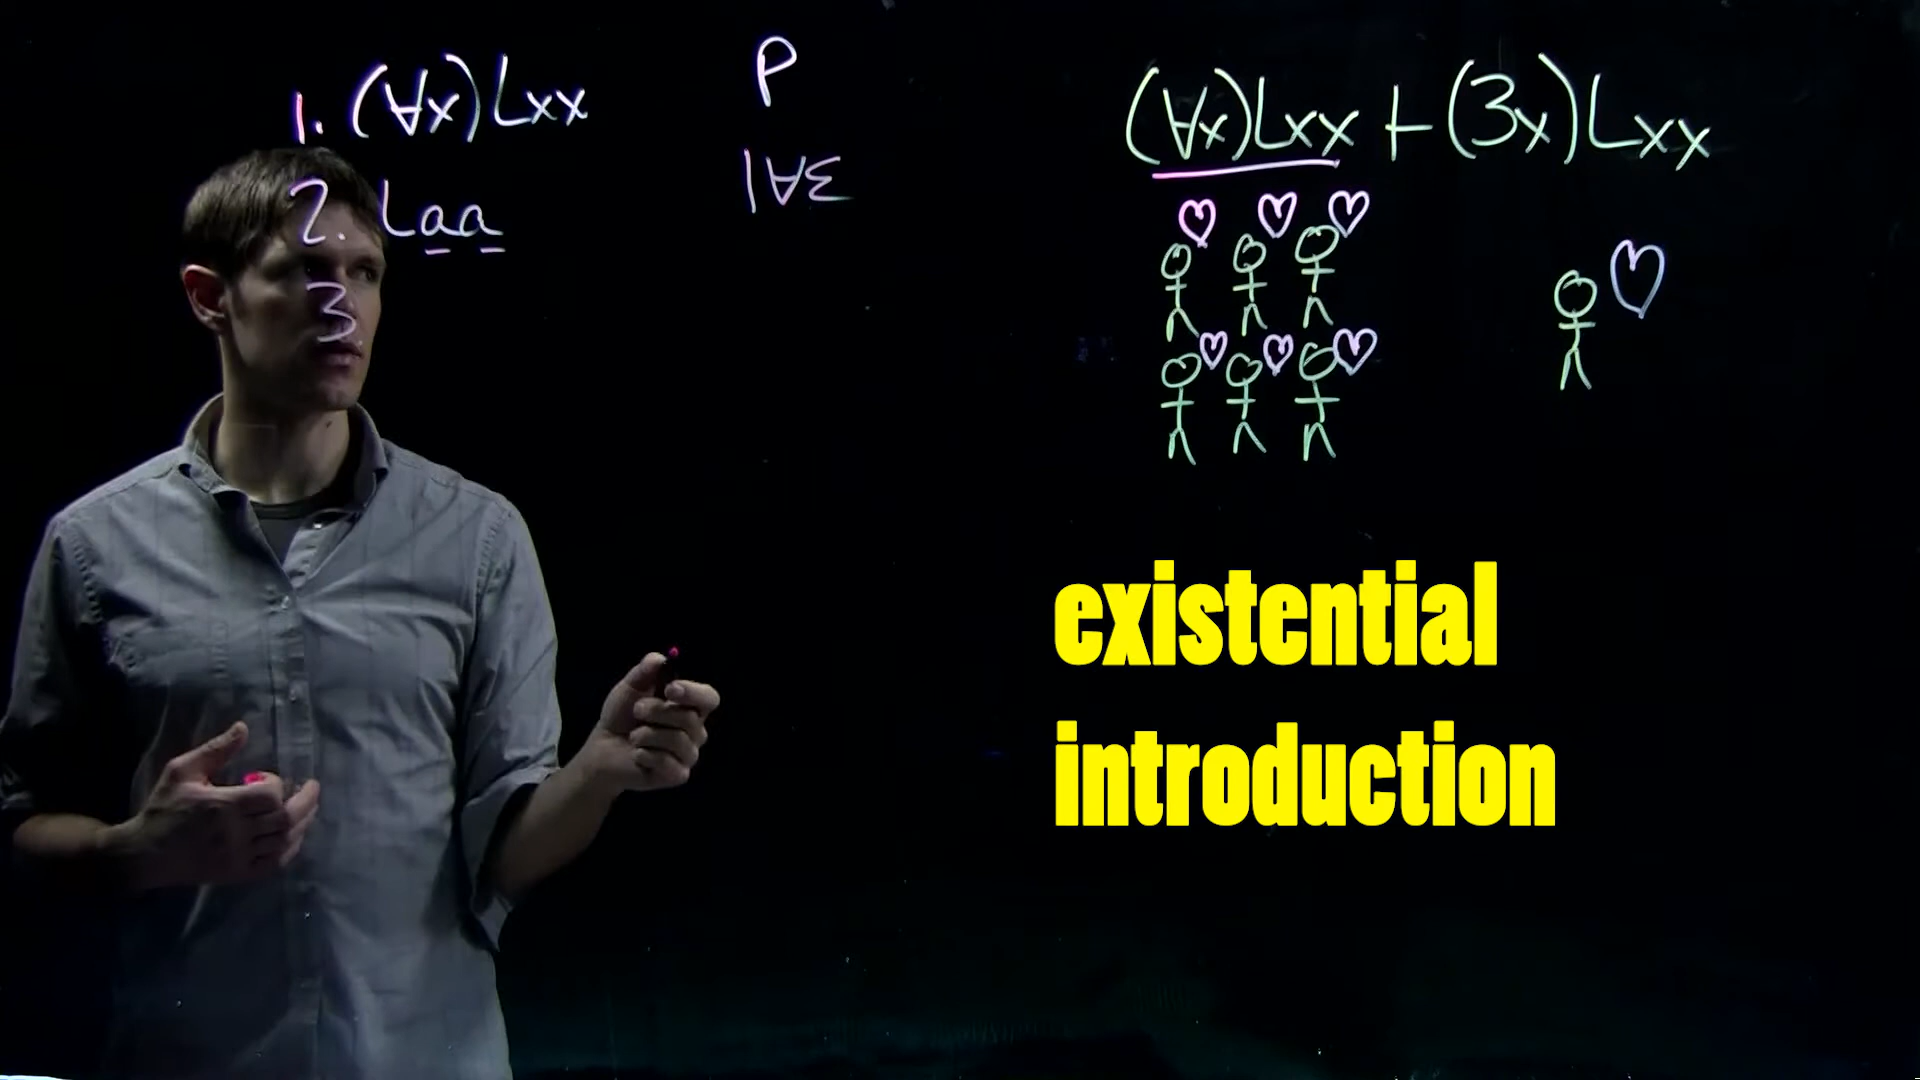 1. (∀x)Lxx P
2. Laa 1∀E
3.
(∀x)Lxx ⊢ (∃x)Lxx
existential
introduction